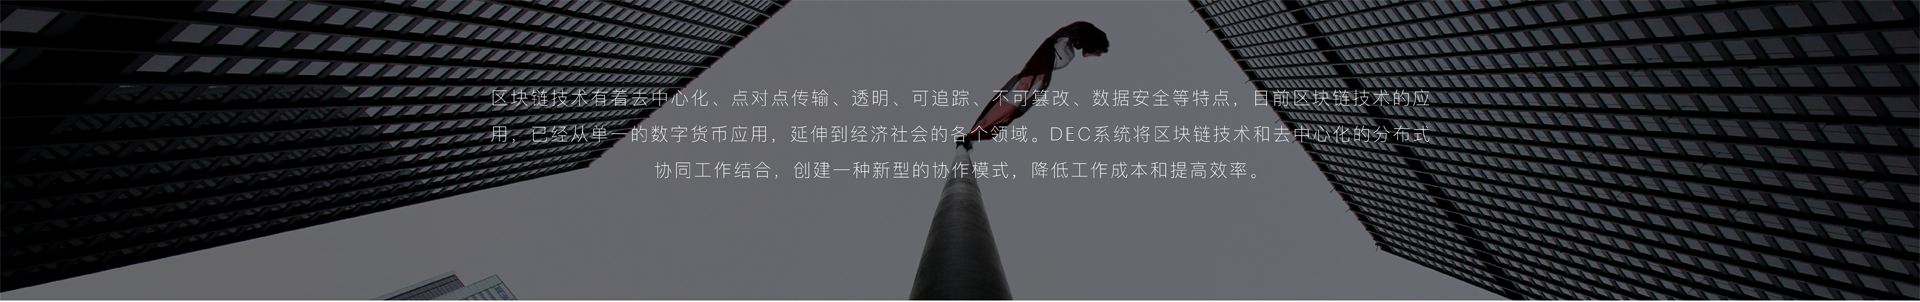 区块链技术有着去中心化、点对点传输、透明、可追踪、不可篡改、数据安全等特点，目前区块链技术的应
用，已经从单一的数字货币应用，延伸到经济社会的各个领域。DEC系统将区块链技术和去中心化的分布式
协同工作结合，创建一种新型的协作模式，降低工作成本和提高效率。